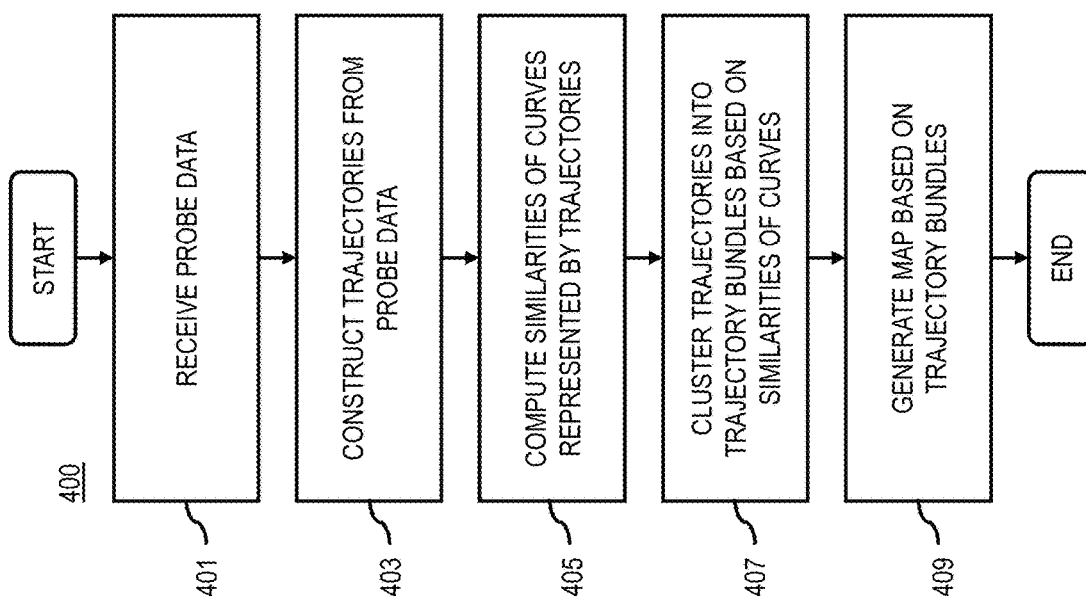 400
START
401
RECEIVE PROBE DATA
403
CONSTRUCT TRAJECTORIES FROM
PROBE DATA
405
COMPUTE SIMILARITIES OF CURVES
REPRESENTED BY TRAJECTORIES
407
CLUSTER TRAJECTORIES INTO
TRAJECTORY BUNDLES BASED ON
SIMILARITIES OF CURVES
409
GENERATE MAP BASED ON
TRAJECTORY BUNDLES
END